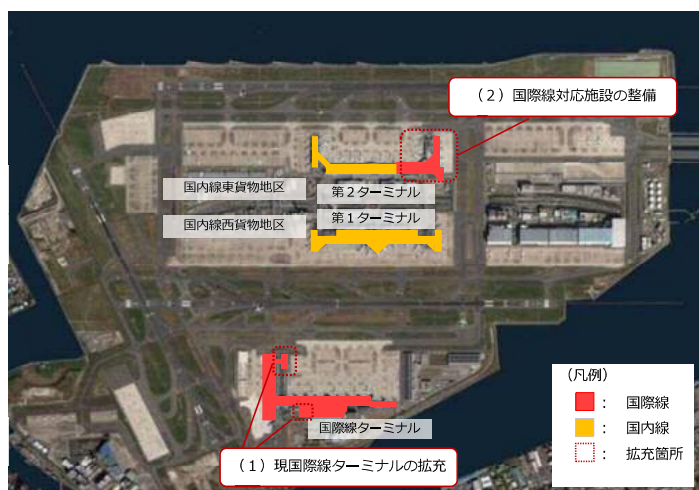 （２）国際線対応施設の整備
国内線東貨物地区
第２ターミナル
国内線西貨物地区
第１ターミナル
国際線ターミナル
（１）現国際線ターミナルの拡充
（凡例）
： 国際線
： 国内線
： 拡充箇所